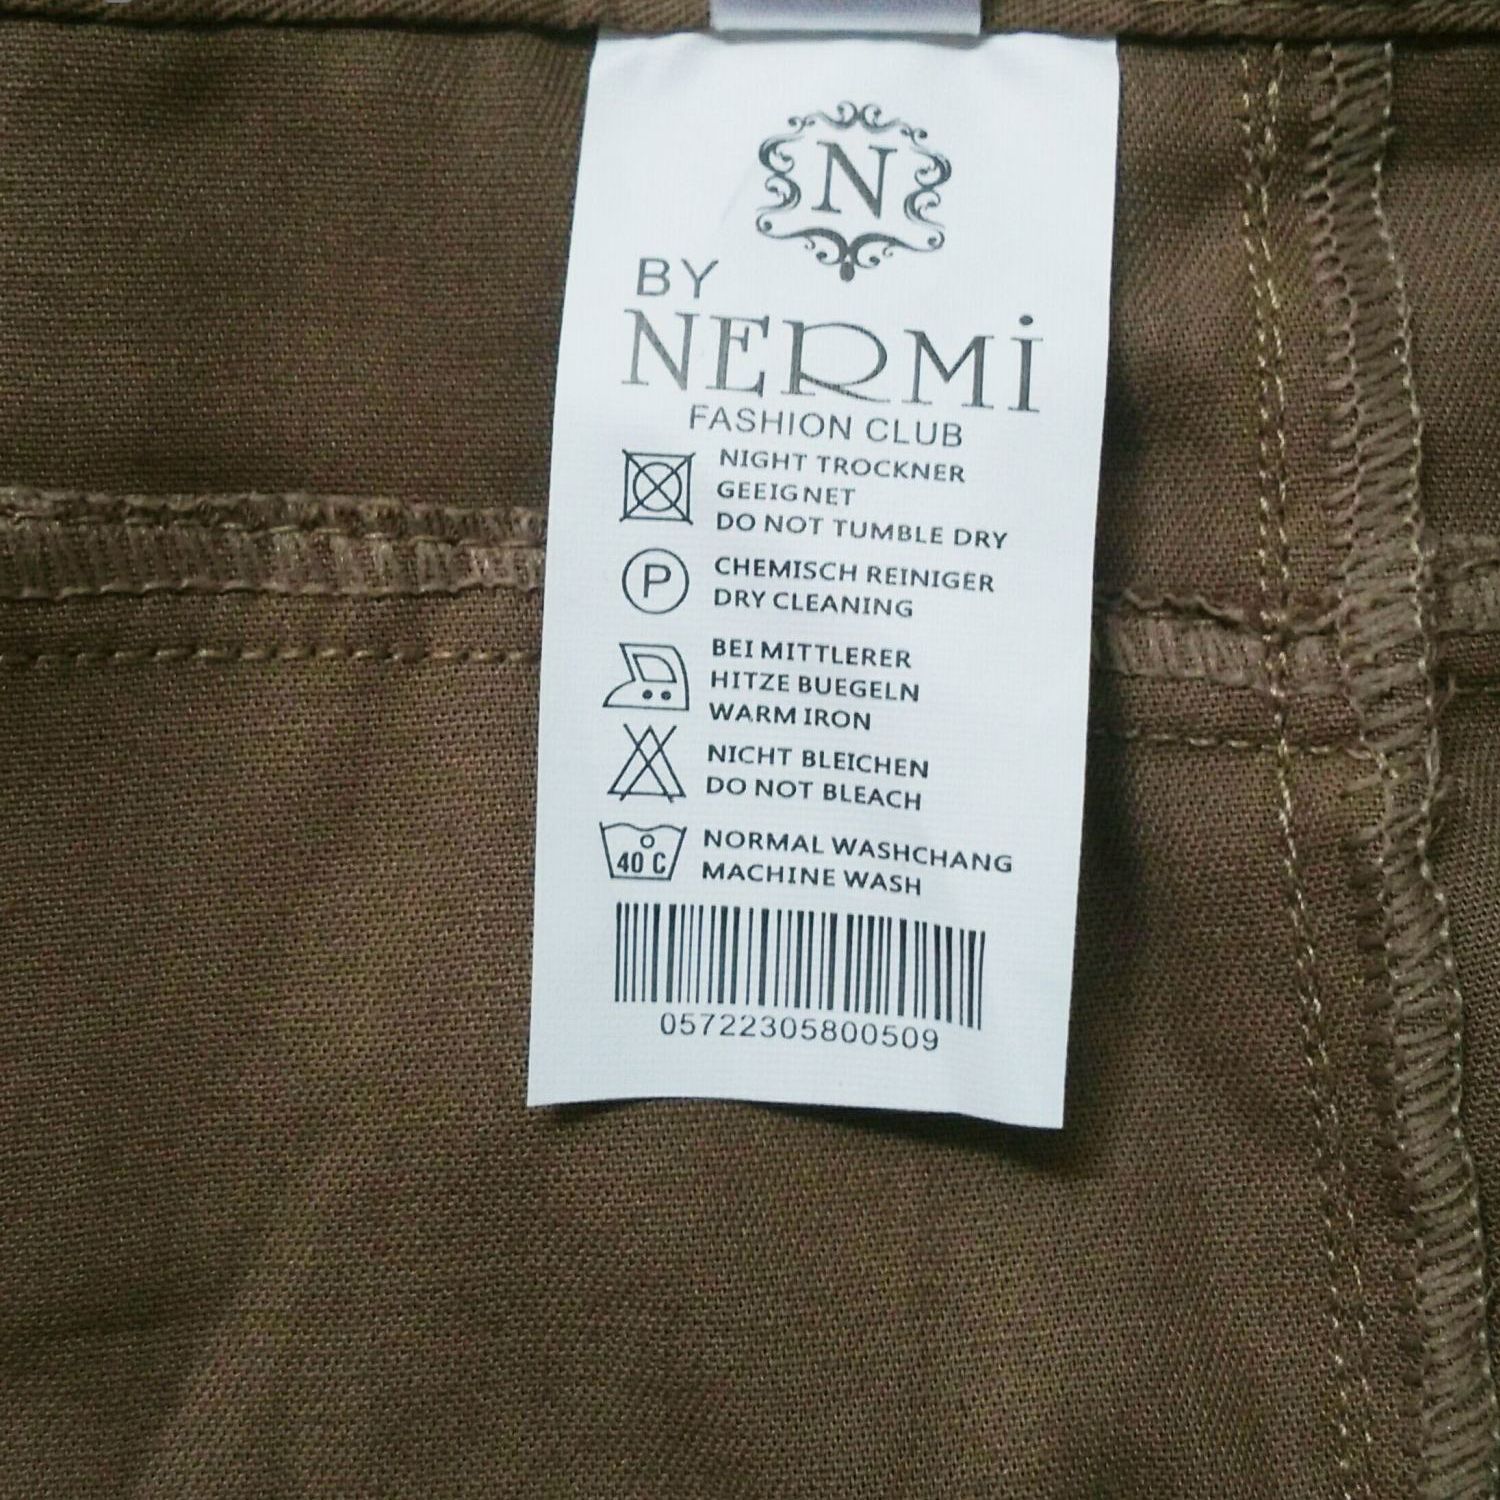 N
BY
NERMİ
FASHION CLUB
NIGHT TROCKNER
GEEIGNET
DO NOT TUMBLE DRY
P
CHEMISCH REINIGER
DRY CLEANING
BEI MITTLERER
HITZE BUEGELN
WARM IRON
NICHT BLEICHEN
DO NOT BLEACH
40 C
NORMAL WASHCHANG
MACHINE WASH
05722305800509